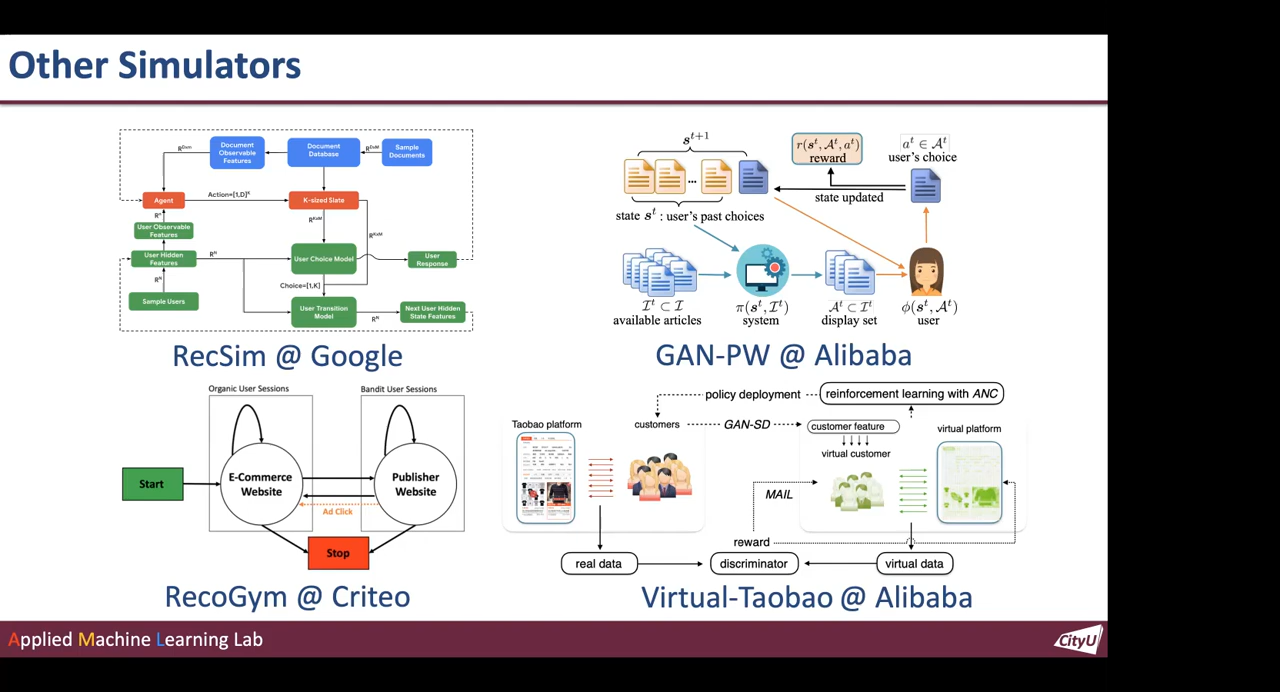 Other Simulators
Document
Observable
Features
Document
Database
Sample
Documents
Agent
Action=[1,D]ᴷ
K-sized Slate
User Observable
Features
User Hidden
Features
User Choice Model
User
Response
Choice=[1,K]
Sample Users
User Transition
Model
Next User Hidden
State Features
RecSim @ Google
s^{t+1}
r(s^t, A^t, a^t)
reward
a^t ∈ A^t
user's choice
...
state updated
state s^t : user's past choices
I^t ⊂ I
available articles
π(s^t, I^t)
system
A^t ⊂ I^t
display set
ϕ(s^t, A^t)
user
GAN-PW @ Alibaba
Organic User Sessions
Bandit User Sessions
Start
E-Commerce
Website
Publisher
Website
Ad Click
Stop
RecoGym @ Criteo
policy deployment
reinforcement learning with ANC
Taobao platform
customers
GAN-SD
customer feature
virtual platform
virtual customer
MAIL
reward
real data
discriminator
virtual data
Virtual-Taobao @ Alibaba
Applied Machine Learning Lab
CityU